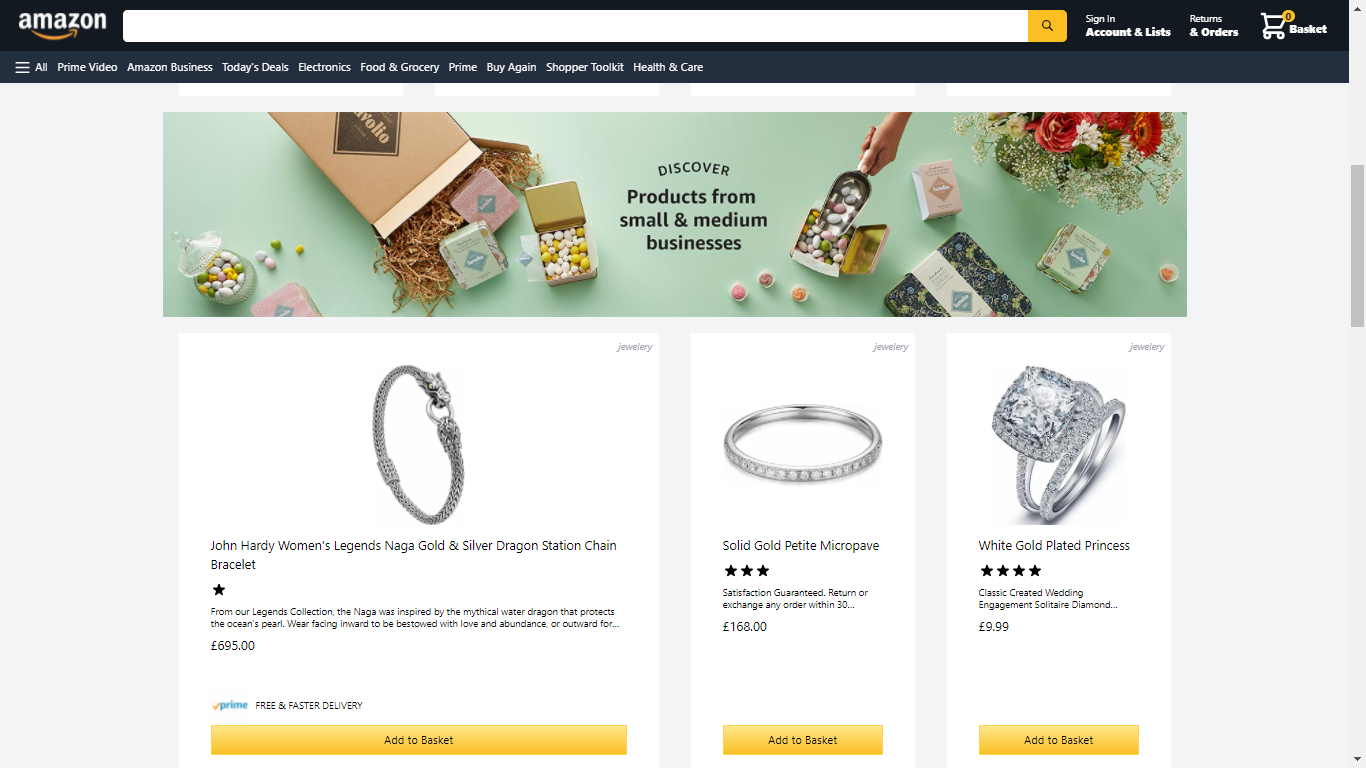 amazon
Sign In
Account & Lists
Returns
& Orders
0
Basket
All
Prime Video
Amazon Business
Today's Deals
Electronics
Food & Grocery
Prime
Buy Again
Shopper Toolkit
Health & Care
DISCOVER
Products from
small & medium
businesses
jewelery
John Hardy Women's Legends Naga Gold & Silver Dragon Station Chain
Bracelet
From our Legends Collection, the Naga was inspired by the mythical water dragon that protects
the ocean's pearl. Wear facing inward to be bestowed with love and abundance, or outward for...
£695.00
prime
FREE & FASTER DELIVERY
Add to Basket
jewelery
Solid Gold Petite Micropave
Satisfaction Guaranteed. Return or
exchange any order within 30...
£168.00
Add to Basket
jewelery
White Gold Plated Princess
Classic Created Wedding
Engagement Solitaire Diamond...
£9.99
Add to Basket